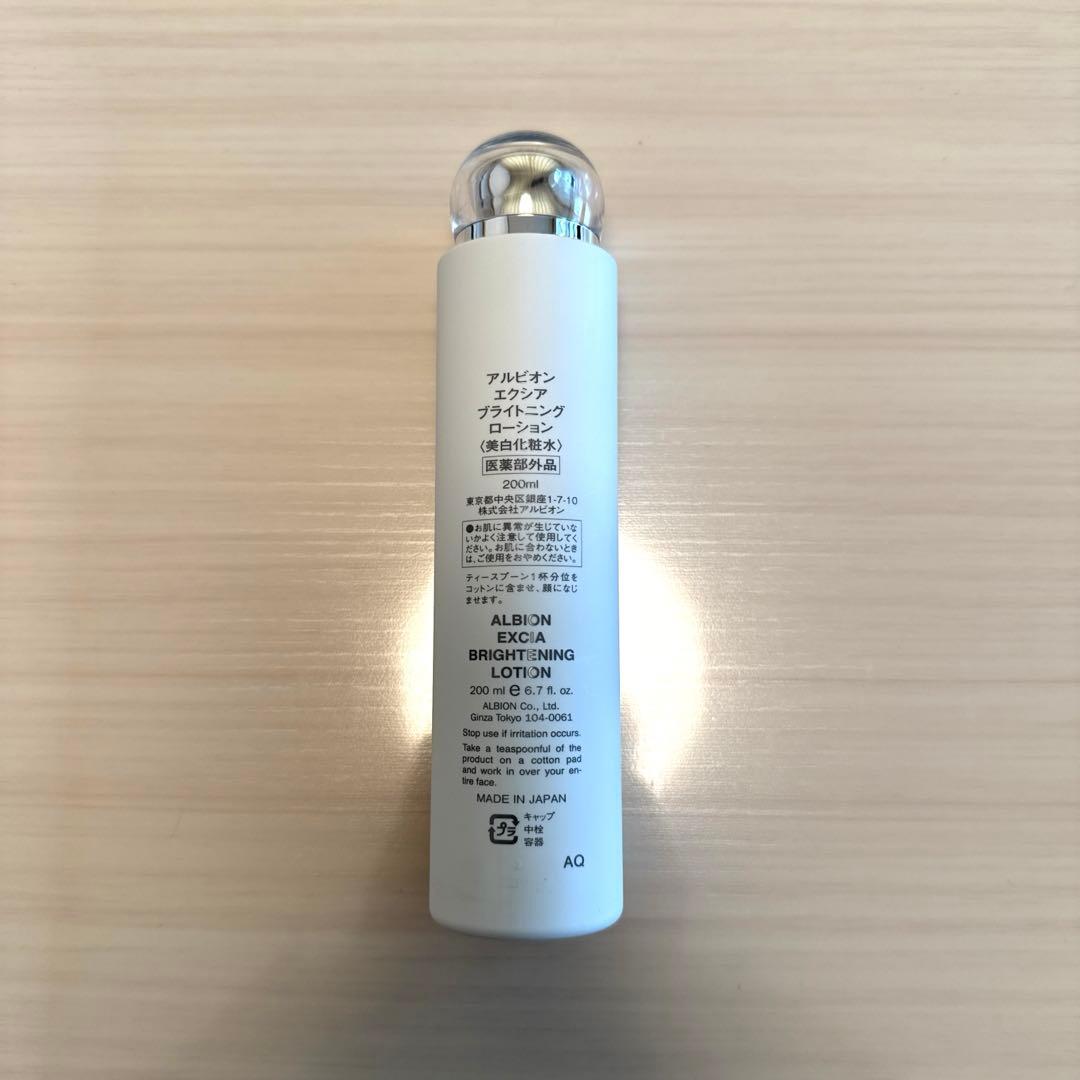 アルビオン
エクシア
ブライトニング
ローション
〈美白化粧水〉
医薬部外品
200ml
東京都中央区銀座1-7-10
株式会社アルビオン
●お肌に異常が生じていな
いかよく注意して使用してく
ださい。お肌に合わないとき
は、ご使用をおやめください。
ティースプーン1杯分位を
コットンに含ませ、顔になじ
ませます。
ALBION
EXCIA
BRIGHTENING
LOTION
200 ml e 6.7 fl. oz.
ALBION Co., Ltd.
Ginza Tokyo 104-0061
Stop use if irritation occurs.
Take a teaspoonful of the
product on a cotton pad
and work in over your en-
tire face.
MADE IN JAPAN
プラ
キャップ
中栓
容器
AQ